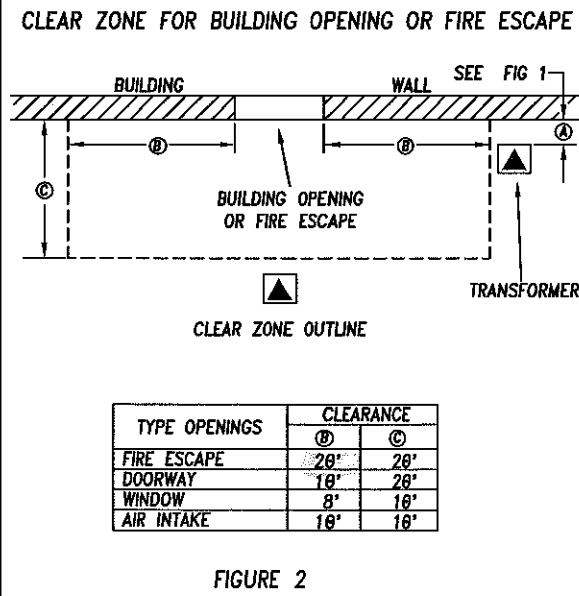 CLEAR ZONE FOR BUILDING OPENING OR FIRE ESCAPE
SEE FIG 1
BUILDING WALL
A
B B
C
BUILDING OPENING
OR FIRE ESCAPE
TRANSFORMER
CLEAR ZONE OUTLINE
TYPE OPENINGS CLEARANCE
B C
FIRE ESCAPE 20' 20'
DOORWAY 10' 20'
WINDOW 8' 10'
AIR INTAKE 10' 10'
FIGURE 2